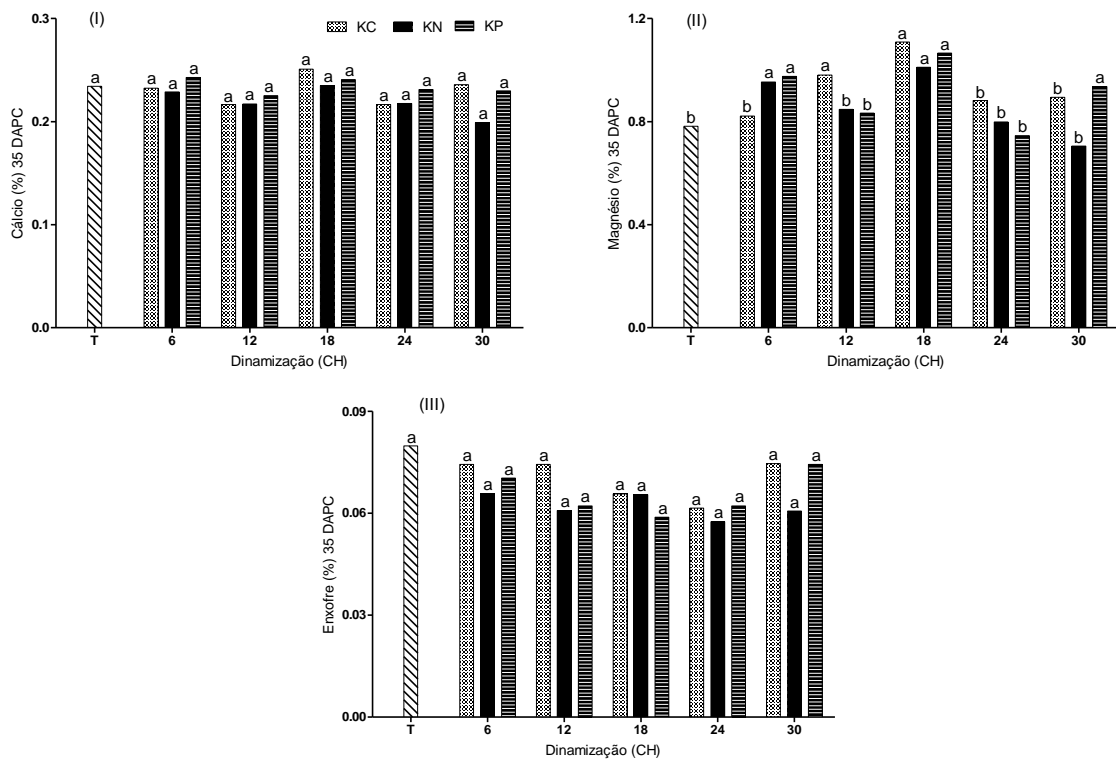 (I)
KC KN KP
Cálcio (%) 35 DAPC
0.3
0.2
0.1
0.0
a a a a a a a a a a a a a a a a
T 6 12 18 24 30
Dinamização (CH)
(II)
Magnésio (%) 35 DAPC
1.2
0.8
0.4
0.0
b b a a a b b a a a b b b b b a
T 6 12 18 24 30
Dinamização (CH)
(III)
Enxofre (%) 35 DAPC
0.09
0.06
0.03
0.00
a a a a a a a a a a a a a a a a
T 6 12 18 24 30
Dinamização (CH)